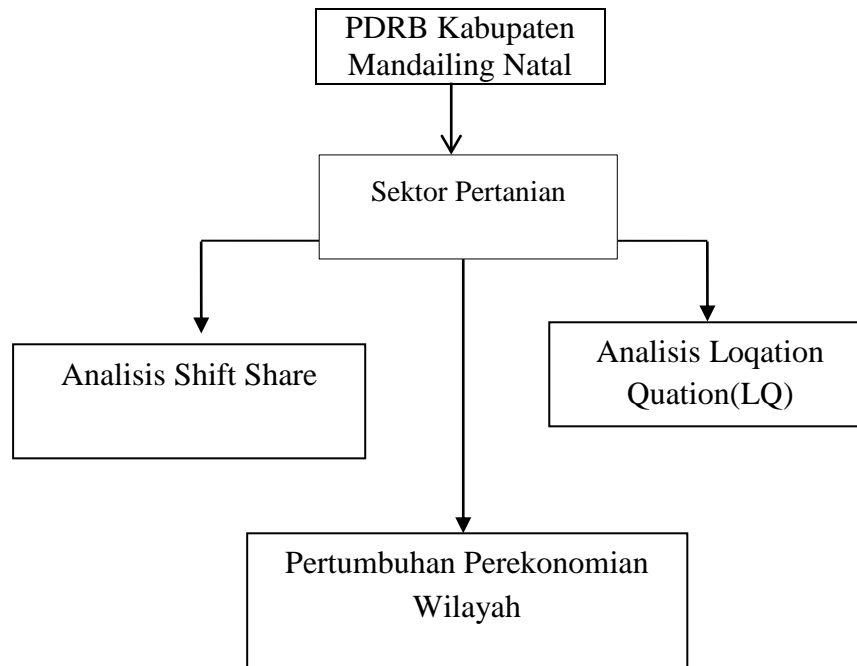 PDRB Kabupaten
Mandailing Natal
Sektor Pertanian
Analisis Shift Share
Analisis Loqation
Quation(LQ)
Pertumbuhan Perekonomian
Wilayah